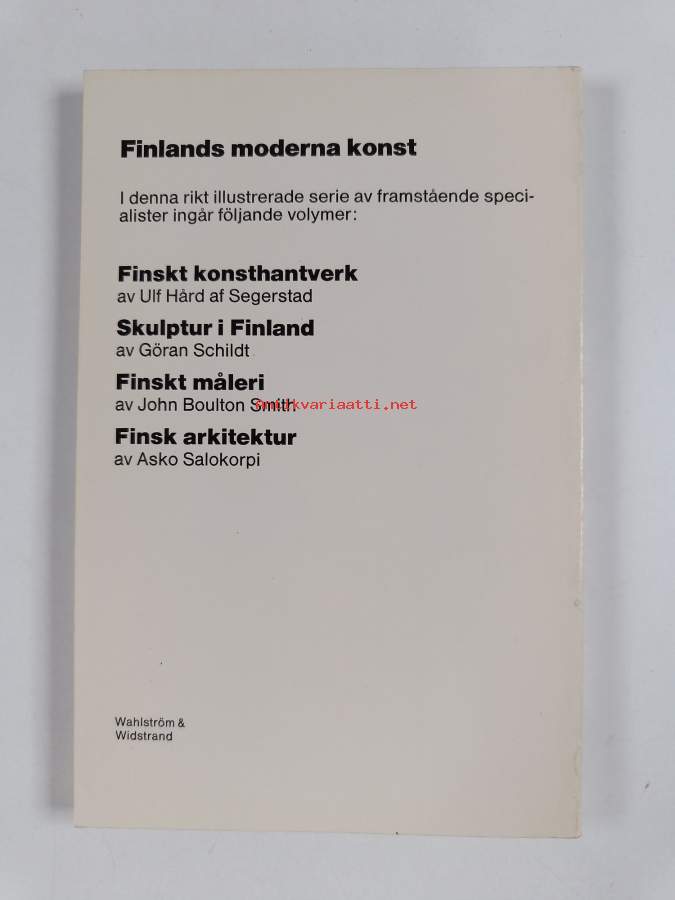 Finlands moderna konst
I denna rikt illustrerade serie av framstående speci-
alister ingår följande volymer:
Finskt konsthantverk
av Ulf Hård af Segerstad
Skulptur i Finland
av Göran Schildt
Finskt måleri
av John Boulton Smith
antikvariaatti.net
Finsk arkitektur
av Asko Salokorpi
Wahlström &
Widstrand